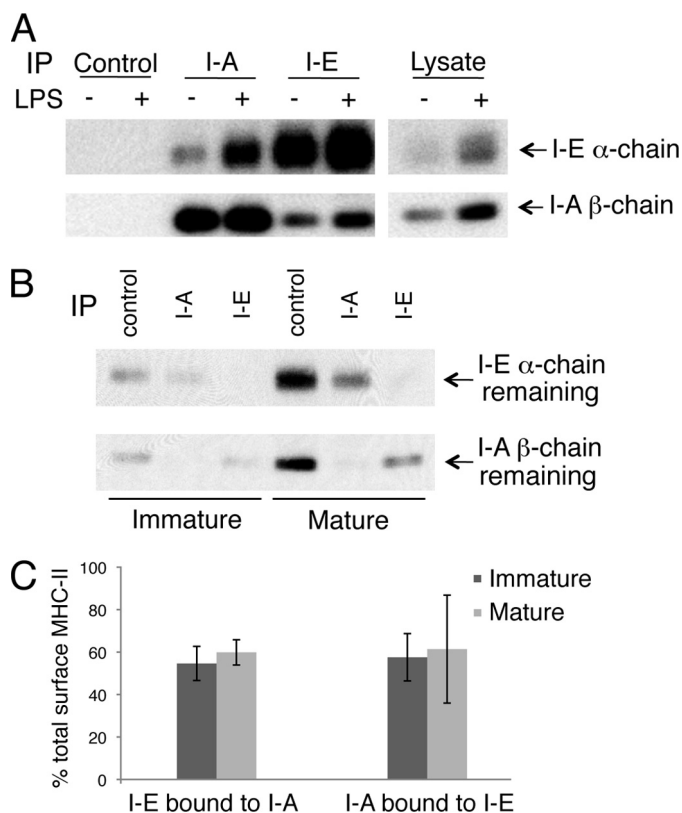 A
IP Control I-A I-E Lysate
LPS - + - + - + - +
I-E α-chain
I-A β-chain
B
IP control I-A I-E control I-A I-E
I-E α-chain
remaining
I-A β-chain
remaining
Immature Mature
C
% total surface MHC-II
100
80
60
40
20
0
Immature
Mature
I-E bound to I-A I-A bound to I-E